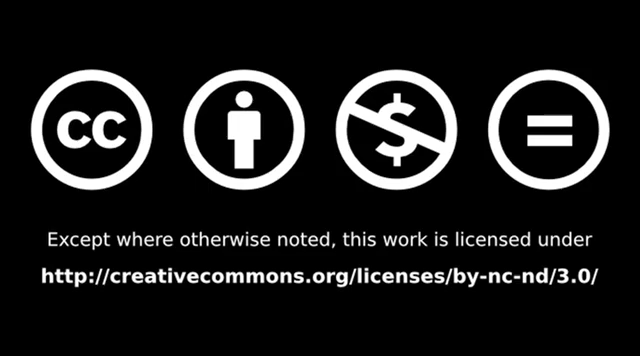 cc
$
=
Except where otherwise noted, this work is licensed under
http://creativecommons.org/licenses/by-nc-nd/3.0/